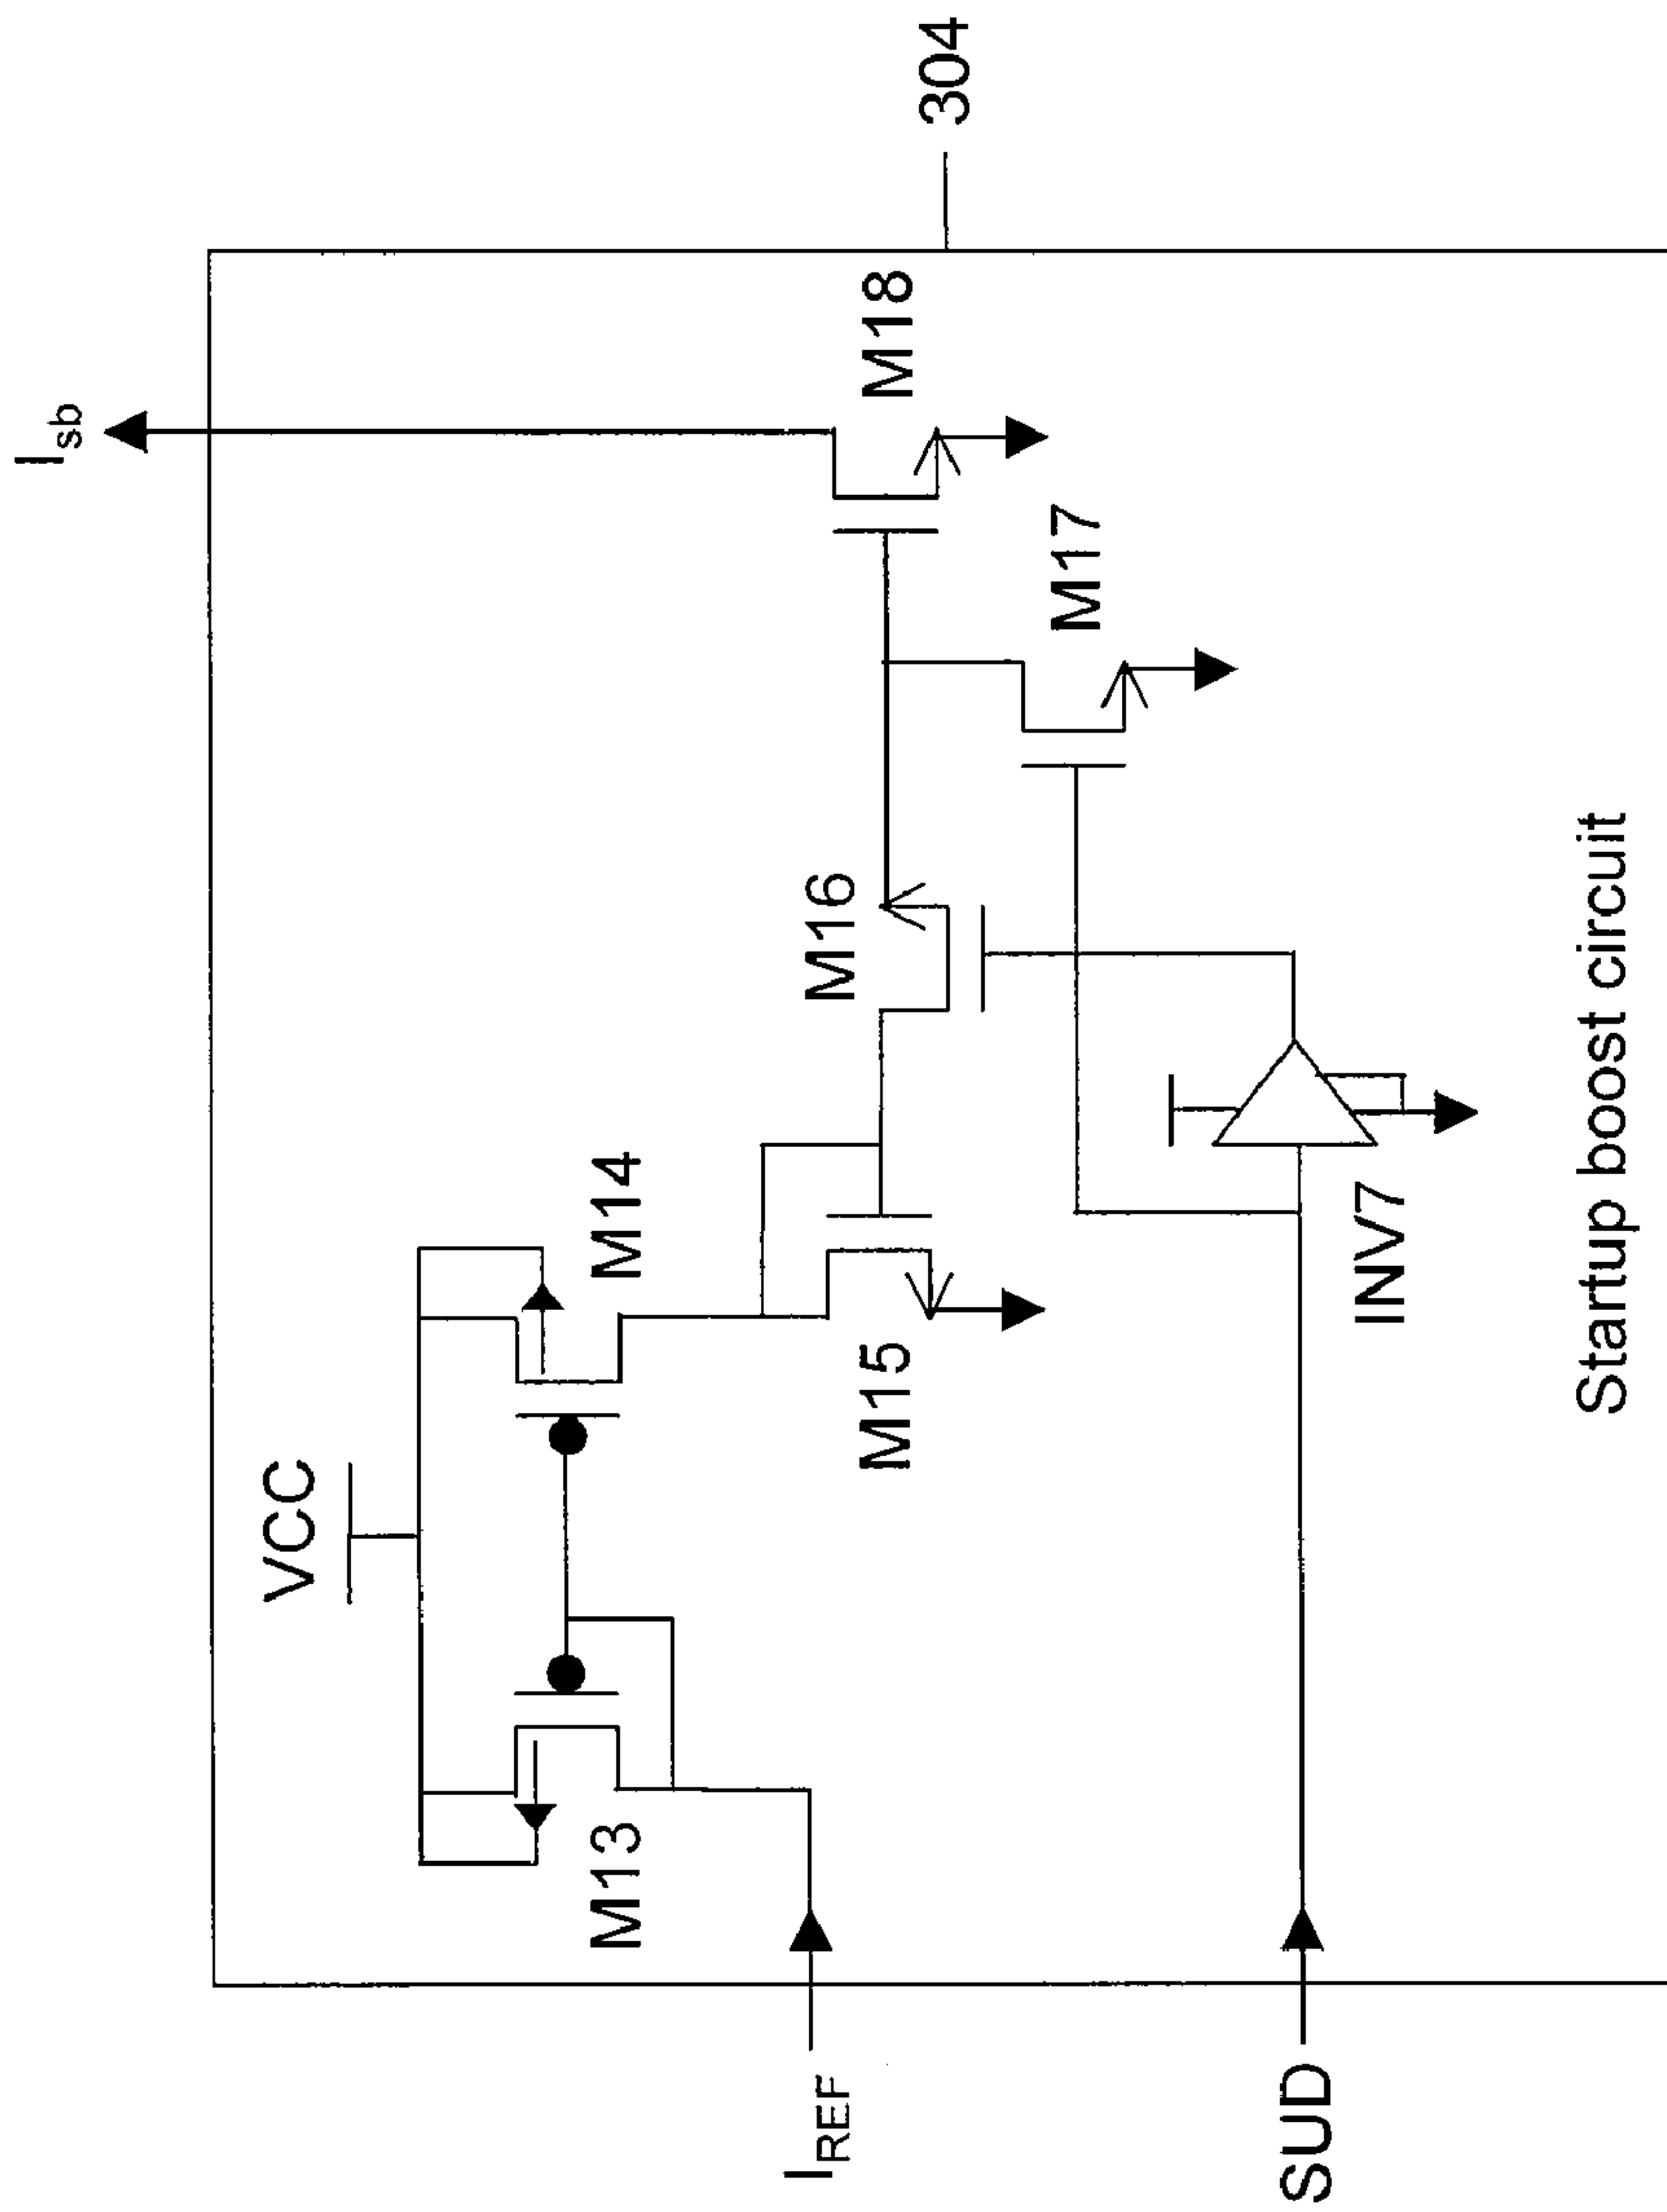 I_sb
304
VCC
M18
M14
M16
M13
M15
M17
I_REF
INV7
SUD
Startup boost circuit